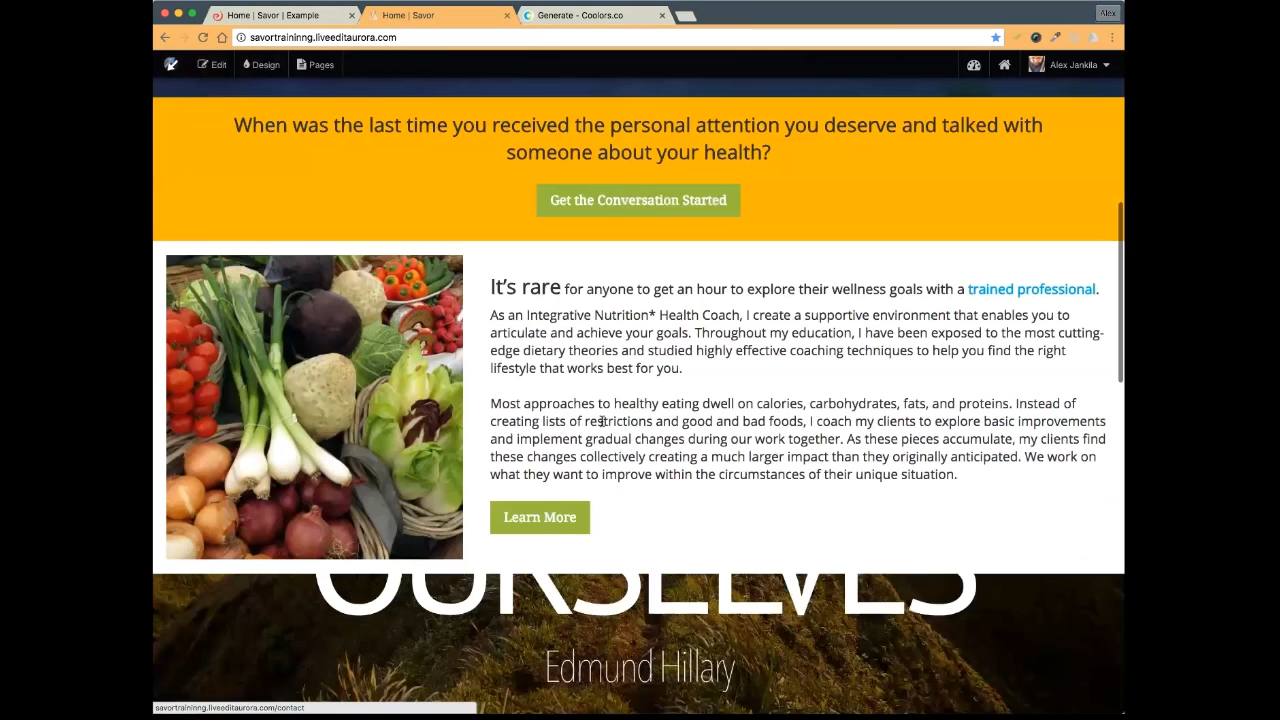 Home | Savor | Example
Home | Savor
Generate - Coolors.co
Alex
savortraininng.liveeditaurora.com
Edit
Design
Pages
Alex Jankila
When was the last time you received the personal attention you deserve and talked with
someone about your health?
Get the Conversation Started
It’s rare for anyone to get an hour to explore their wellness goals with a trained professional.
As an Integrative Nutrition* Health Coach, I create a supportive environment that enables you to
articulate and achieve your goals. Throughout my education, I have been exposed to the most cutting-
edge dietary theories and studied highly effective coaching techniques to help you find the right
lifestyle that works best for you.
Most approaches to healthy eating dwell on calories, carbohydrates, fats, and proteins. Instead of
creating lists of restrictions and good and bad foods, I coach my clients to explore basic improvements
and implement gradual changes during our work together. As these pieces accumulate, my clients find
these changes collectively creating a much larger impact than they originally anticipated. We work on
what they want to improve within the circumstances of their unique situation.
Learn More
OURSELVES
Edmund Hillary
savortraininng.liveeditaurora.com/contact